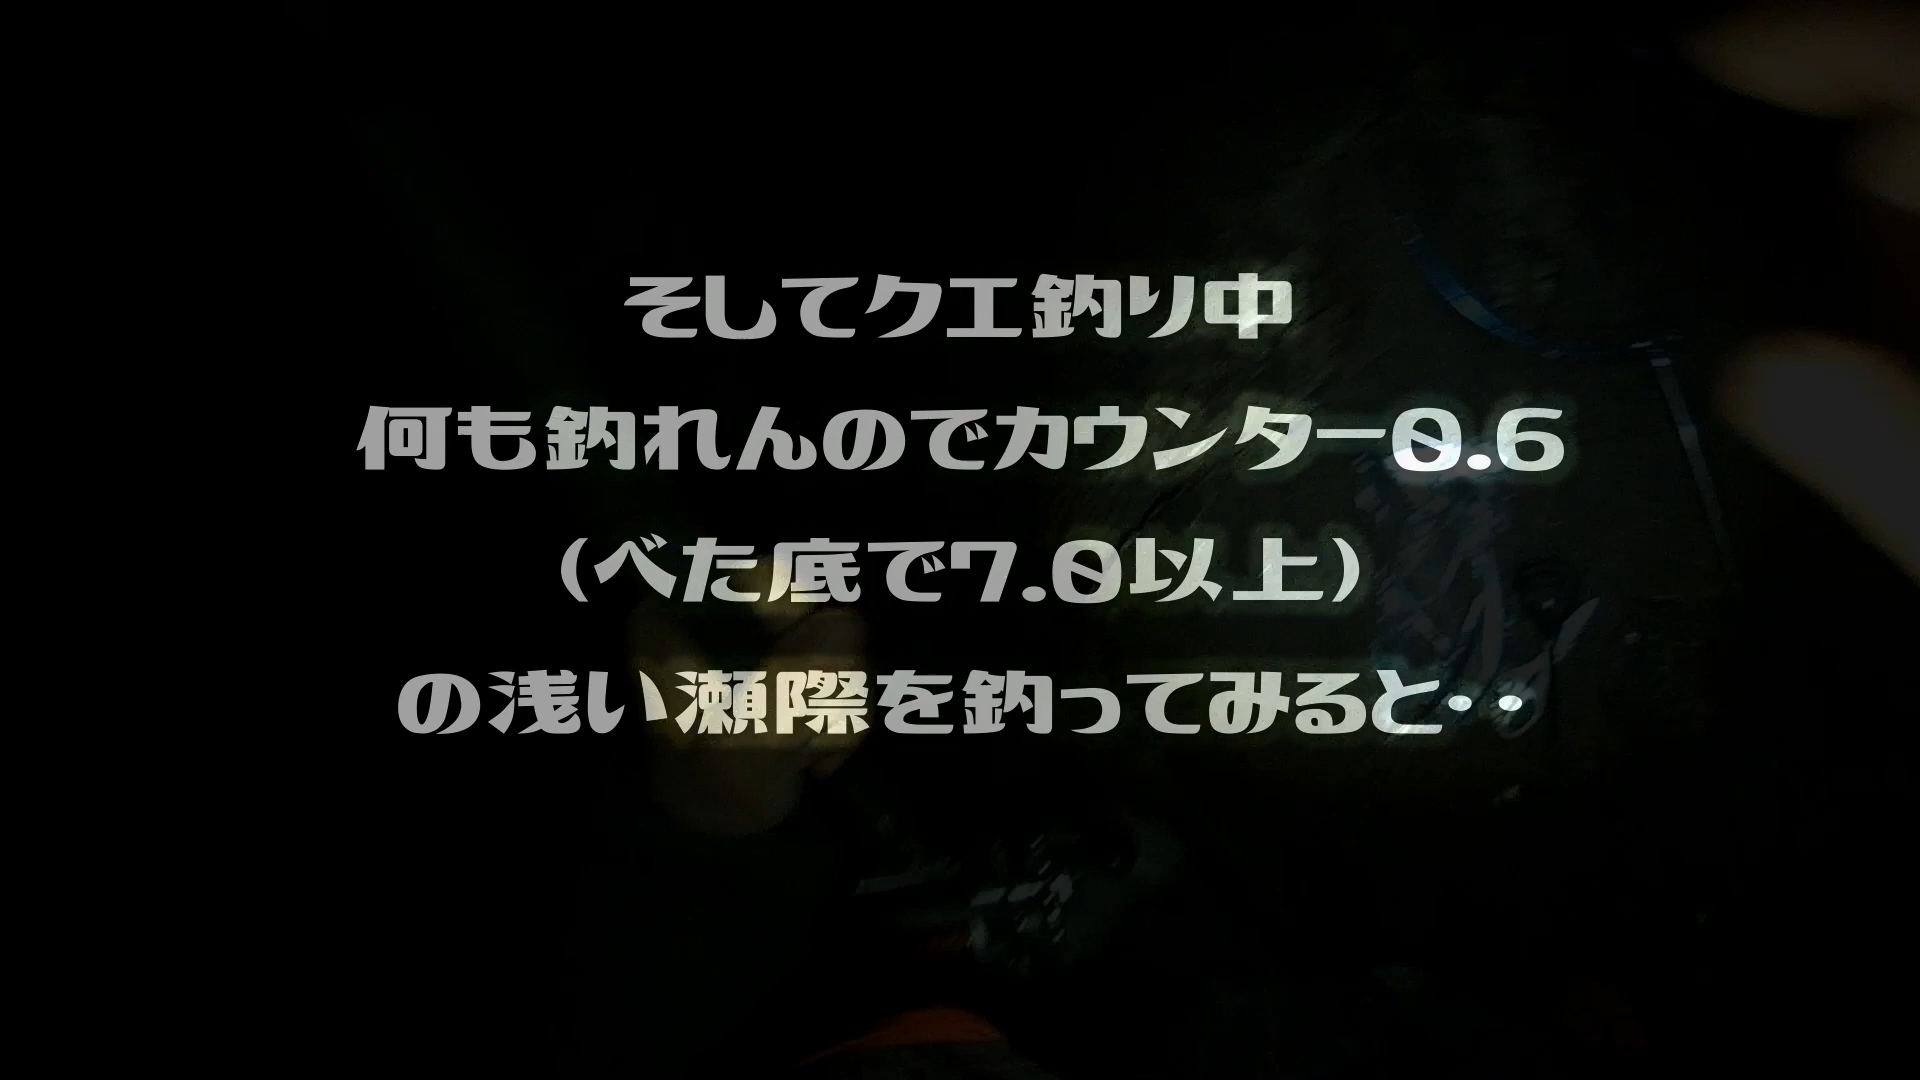 そしてクエ釣り中
何も釣れんのでカウンター0.6
(べた底で7.0以上)
の浅い瀬際を釣ってみると・・